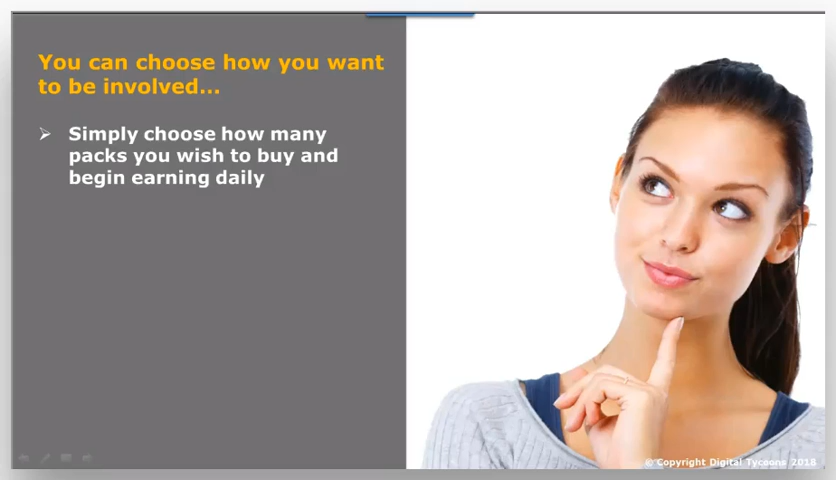 You can choose how you want
to be involved...
Simply choose how many
packs you wish to buy and
begin earning daily
© Copyright Digital Tycoons 2018